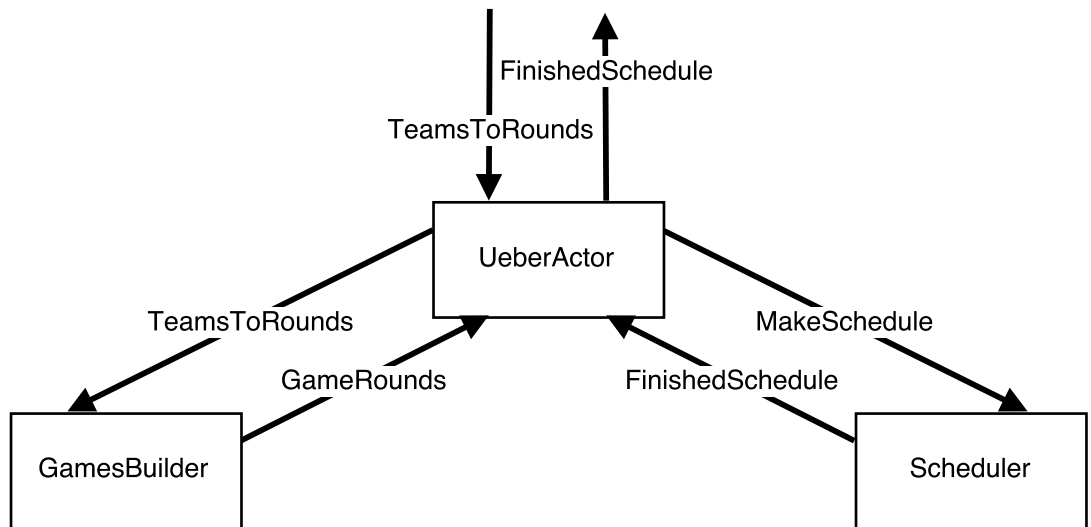 FinishedSchedule
TeamsToRounds
UeberActor
TeamsToRounds
MakeSchedule
GameRounds
FinishedSchedule
GamesBuilder
Scheduler